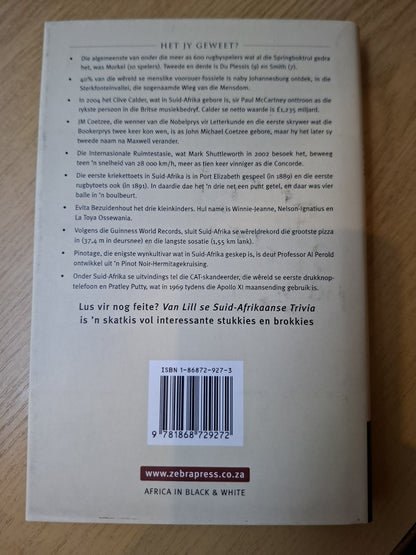 HET JY GEWEET?
• Die algemeenste van onder die meer as 600 rugbyspelers wat al die Springboktrui gedra
het, was Morkel (10 spelers). Tweede en derde is Du Plessis (9) en Smith (7).
• 40% van die wêreld se menslike voorouer-fossiele is naby Johannesburg ontdek, in die
Sterkfonteinvallei, die sogenaamde Wieg van die Mensdom.
• In 2004 het Clive Calder, wat in Suid-Afrika gebore is, sir Paul McCartney onttroon as die
rykste persoon in die Britse musiekbedryf. Calder se netto waarde is £1,235 miljard.
• JM Coetzee, die wenner van die Nobelprys vir Letterkunde en die eerste skrywer wat die
Bookerprys twee keer kon wen, is as John Michael Coetzee gebore, maar hy het later sy
tweede naam na Maxwell verander.
• Die Internasionale Ruimtestasie, wat Mark Shuttleworth in 2002 besoek het, beweeg
teen 'n snelheid van 28 000 km/h, meer as tien keer vinniger as die Concorde.
• Die eerste krieketoets in Suid-Afrika is in Port Elizabeth gespeel (in 1889) en die eerste
rugbytoets ook (in 1891). In daardie dae het 'n drie net een punt getel, en daar was vier
balle in 'n boulbeurt.
• Evita Bezuidenhout het drie kleinkinders. Hul name is Winnie-Jeanne, Nelson-Ignatius en
La Toya Ossewania.
• Volgens die Guinness World Records, sluit Suid-Afrika se wêreldrekords die grootste pizza
in (37,4 m in deursnee) en die langste sosatie (1,55 km lank).
• Pinotage, die enigste wynkultivar wat in Suid-Afrika geskep is, is deur Professor AI Perold
ontwikkel uit 'n Pinot Noir-Hermitagekruising.
• Onder Suid-Afrika se uitvindings tel die CAT-skandeerder, die wêreld se eerste drukknop-
telefoon en Pratley Putty, wat in 1969 tydens die Apollo XI maansending gebruik is.
Lus vir nog feite? Van Lill se Suid-Afrikaanse Trivia
is 'n skatkis vol interessante stukkies en brokkies
ISBN 1-86872-927-3
9 781868 729272
www.zebrapress.co.za
AFRICA IN BLACK & WHITE